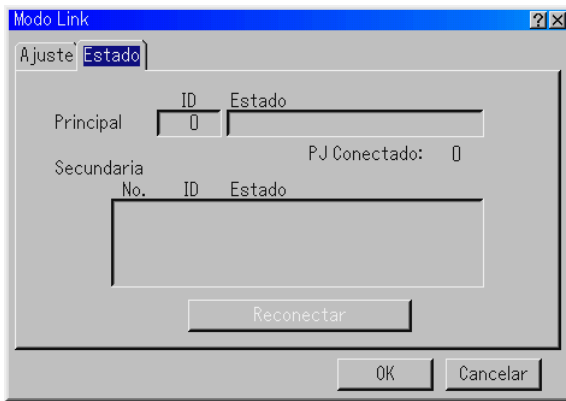 Modo Link
Ajuste Estado
ID Estado
Principal 0
PJ Conectado: 0
Secundaria
No. ID Estado
Reconectar
OK Cancelar